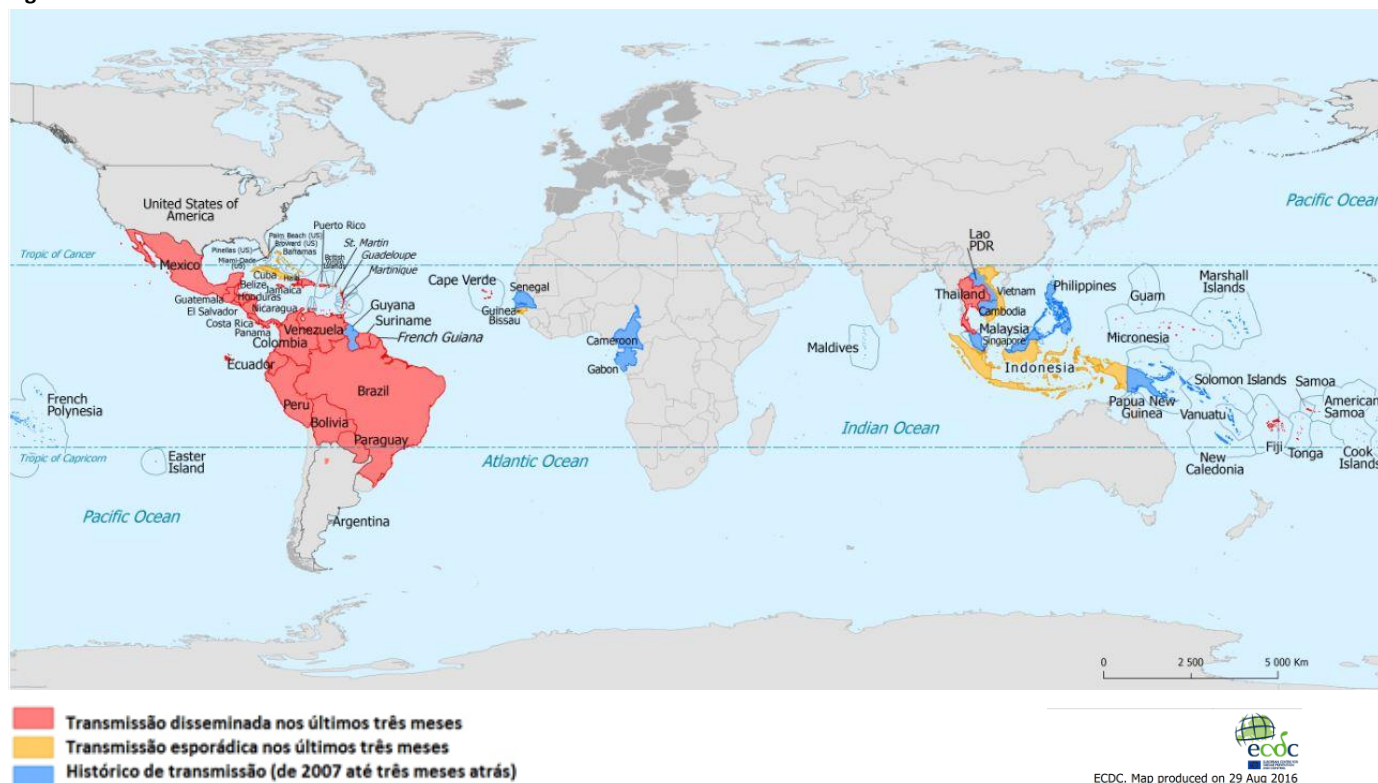 United States of
America
Pacific Ocean
Puerto Rico
Palm Beach (US)
Broward (US)
Bahamas
Pinellas (US)
Miami-Dade
(US)
St. Martin
Guadeloupe
Martinique
Tropic of Cancer
Mexico
Cuba
Haiti
Belize
Jamaica
Honduras
Guatemala
El Salvador
Nicaragua
Costa Rica
Panama
Venezuela
Colombia
Guyana
Suriname
French Guiana
Ecuador
Brazil
Peru
Bolivia
Paraguay
Cape Verde
Senegal
Guinea-
Bissau
Cameroon
Gabon
Lao
PDR
Thailand
Vietnam
Cambodia
Philippines
Malaysia
Singapore
Indonesia
Maldives
Guam
Marshall
Islands
Micronesia
Solomon Islands
Samoa
American
Samoa
Papua New
Guinea
Vanuatu
New
Caledonia
Fiji
Tonga
Cook
Islands
French
Polynesia
Tropic of Capricorn
Easter
Island
Atlantic Ocean
Indian Ocean
Pacific Ocean
Argentina
0 2 500 5 000 Km
Transmissão disseminada nos últimos três meses
Transmissão esporádica nos últimos três meses
Histórico de transmissão (de 2007 até três meses atrás)
ecdc
ECDC. Map produced on 29 Aug 2016